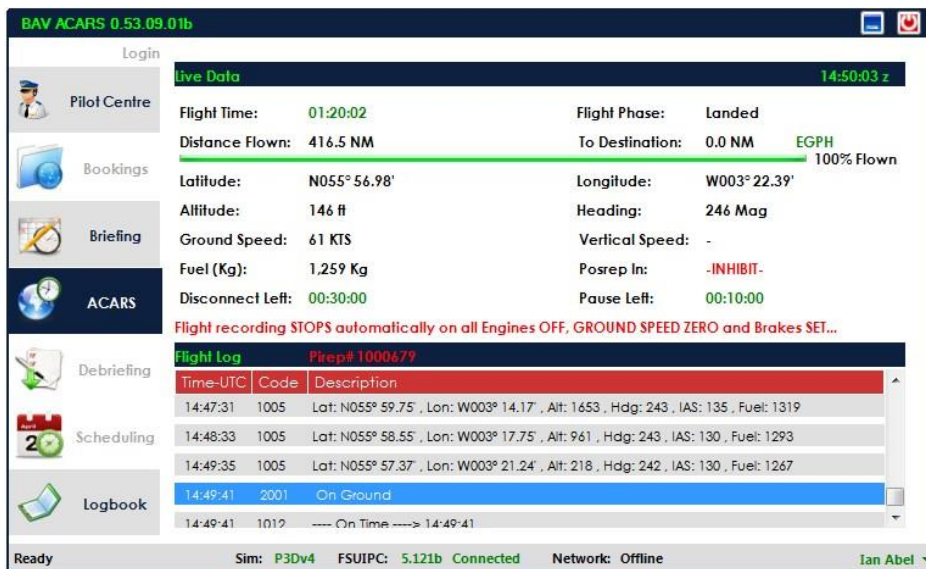 BAV ACARS 0.53.09.01b
Login
Pilot Centre
Bookings
Briefing
ACARS
Debriefing
April
2
Scheduling
Logbook
Live Data 14:50:03 z
Flight Time: 01:20:02 Flight Phase: Landed
Distance Flown: 416.5 NM To Destination: 0.0 NM EGPH
100% Flown
Latitude: N055° 56.98' Longitude: W003° 22.39'
Altitude: 146 ft Heading: 246 Mag
Ground Speed: 61 KTS Vertical Speed: -
Fuel (Kg): 1,259 Kg Posrep In: -INHIBIT-
Disconnect Left: 00:30:00 Pause Left: 00:10:00
Flight recording STOPS automatically on all Engines OFF, GROUND SPEED ZERO and Brakes SET...
Flight Log Pirep# 1000679
Time-UTC Code Description
14:47:31 1005 Lat: N055° 59.75' , Lon: W003° 14.17' , Alt: 1653 , Hdg: 243 , IAS: 135 , Fuel: 1319
14:48:33 1005 Lat: N055° 58.55' , Lon: W003° 17.75' , Alt: 961 , Hdg: 243 , IAS: 130 , Fuel: 1293
14:49:35 1005 Lat: N055° 57.37' , Lon: W003° 21.24' , Alt: 218 , Hdg: 242 , IAS: 130 , Fuel: 1267
14:49:41 2001 On Ground
14:49:41 1012 ---- On Time ----> 14:49:41
Ready Sim: P3Dv4 FSUIPC: 5.121b Connected Network: Offline Ian Abel